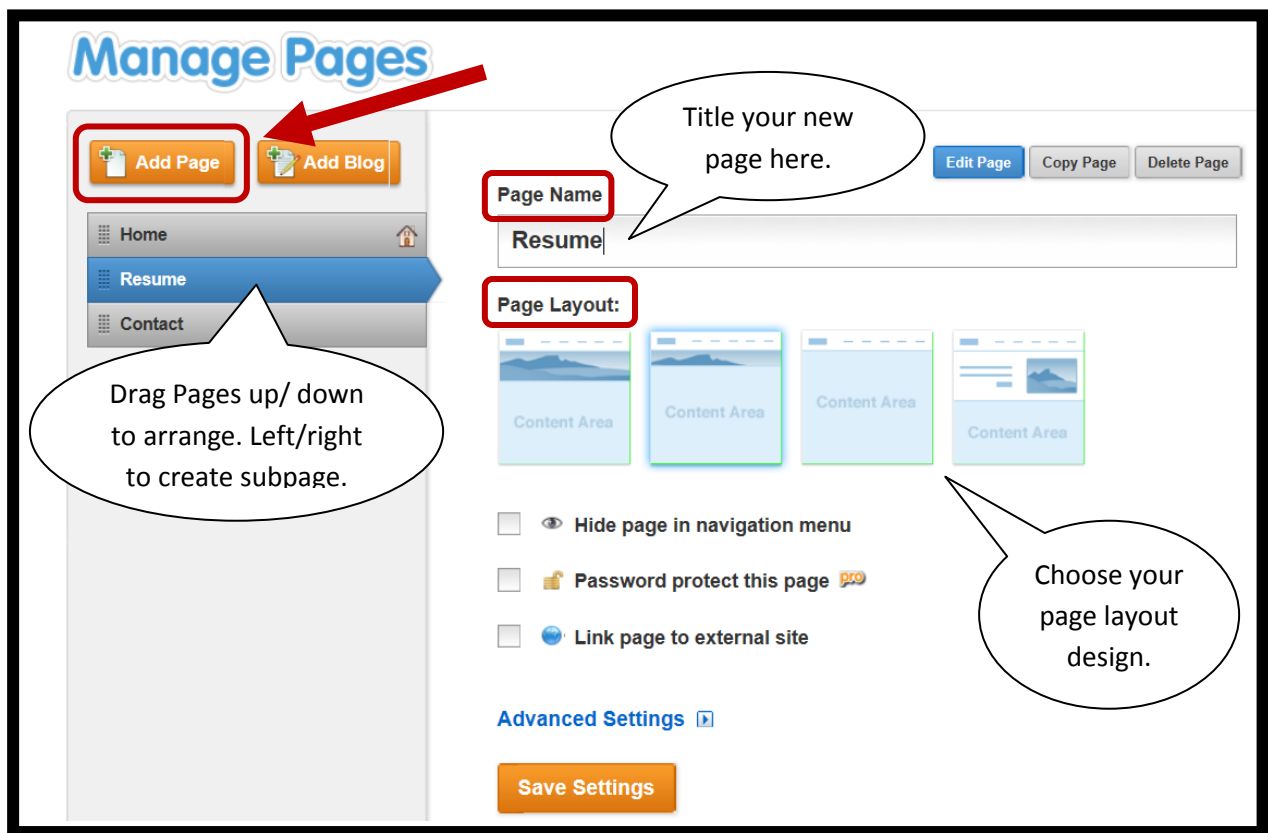 Manage Pages
Add Page
Add Blog
Home
Resume
Contact
Drag Pages up/ down
to arrange. Left/right
to create subpage.
Title your new
page here.
Edit Page
Copy Page
Delete Page
Page Name
Resume
Page Layout:
Content Area
Content Area
Content Area
Content Area
Hide page in navigation menu
Password protect this page pro
Link page to external site
Choose your
page layout
design.
Advanced Settings
Save Settings